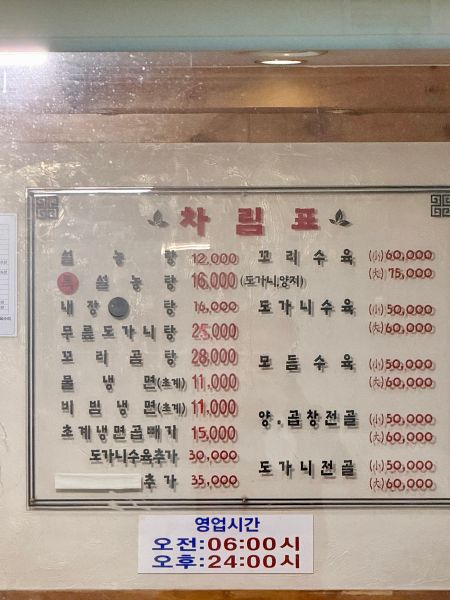 차림표
설농탕 12,000
특 설농탕 16,000 (도가니,양지)
내장탕
무릎도가니탕 25,000
꼬리곰탕 28,000
물냉면(초계) 11,000
비빔냉면(초계) 11,000
초계냉면곱빼기 15,000
도가니수육추가 30,000
추가 35,000
꼬리수육 (小) 60,000
(大) 75,000
도가니수육 (小) 50,000
(大) 60,000
모듬수육 (小) 50,000
(大) 60,000
양.곱창전골 (小) 50,000
(大) 60,000
도가니전골 (小) 50,000
(大) 60,000
영업시간
오전:06:00시
오후:24:00시